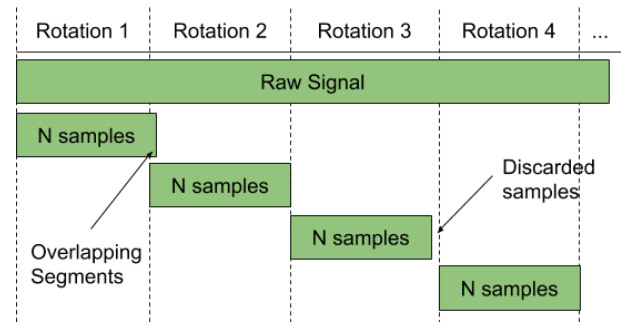 Rotation 1
Rotation 2
Rotation 3
Rotation 4
...
Raw Signal
N samples
N samples
Discarded
samples
N samples
Overlapping
Segments
N samples